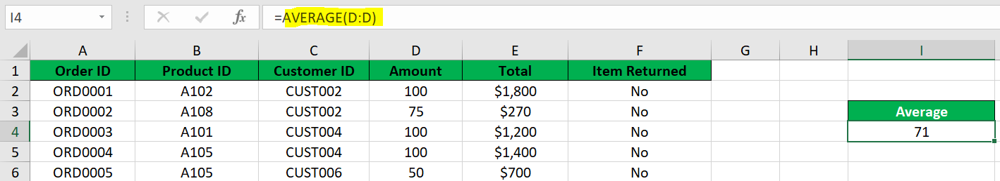 I4 fx =AVERAGE(D:D)
A B C D E F G H I
1 Order ID Product ID Customer ID Amount Total Item Returned
2 ORD0001 A102 CUST002 100 $1,800 No
3 ORD0002 A108 CUST002 75 $270 No Average
4 ORD0003 A101 CUST004 100 $1,200 No 71
5 ORD0004 A105 CUST004 100 $1,400 No
6 ORD0005 A105 CUST006 50 $700 No